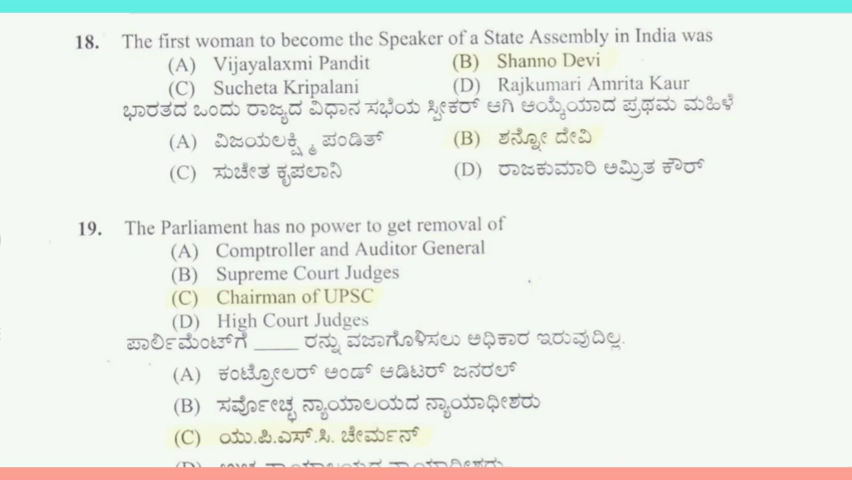 18. The first woman to become the Speaker of a State Assembly in India was
(A) Vijayalaxmi Pandit (B) Shanno Devi
(C) Sucheta Kripalani (D) Rajkumari Amrita Kaur
ಭಾರತದ ಒಂದು ರಾಜ್ಯದ ವಿಧಾನ ಸಭೆಯ ಸ್ಪೀಕರ್ ಆಗಿ ಆಯ್ಕೆಯಾದ ಪ್ರಥಮ ಮಹಿಳೆ
(A) ವಿಜಯಲಕ್ಷ್ಮಿ ಪಂಡಿತ್ (B) ಶನ್ನೋ ದೇವಿ
(C) ಸುಚೇತ ಕೃಪಲಾನಿ (D) ರಾಜಕುಮಾರಿ ಅಮ್ರಿತ ಕೌರ್
19. The Parliament has no power to get removal of
(A) Comptroller and Auditor General
(B) Supreme Court Judges
(C) Chairman of UPSC
(D) High Court Judges
ಪಾರ್ಲಿಮೆಂಟ್‌ಗೆ ____ ರನ್ನು ವಜಾಗೊಳಿಸಲು ಅಧಿಕಾರ ಇರುವುದಿಲ್ಲ.
(A) ಕಂಟ್ರೋಲರ್ ಅಂಡ್ ಆಡಿಟರ್ ಜನರಲ್
(B) ಸರ್ವೋಚ್ಛ ನ್ಯಾಯಾಲಯದ ನ್ಯಾಯಾಧೀಶರು
(C) ಯು.ಪಿ.ಎಸ್.ಸಿ. ಚೇರ್ಮನ್